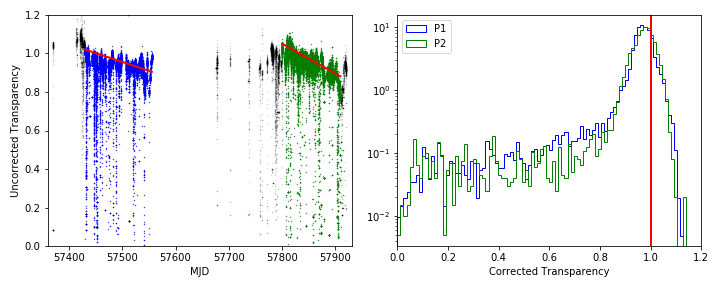 1.2
1.0
0.8
0.6
0.4
0.2
0.0
Uncorrected Transparency
57400 57500 57600 57700 57800 57900
MJD
P1
P2
10¹
10⁰
10⁻¹
10⁻²
0.0 0.2 0.4 0.6 0.8 1.0 1.2
Corrected Transparency